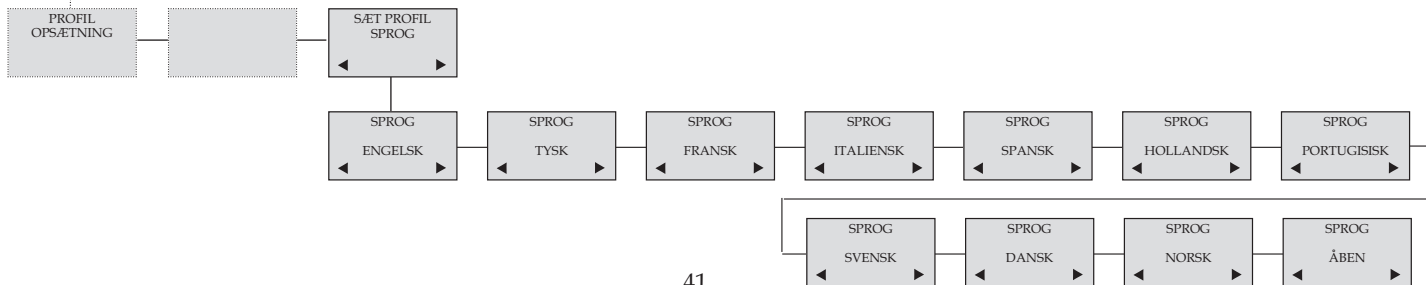 PROFIL
OPSÆTNING
SÆT PROFIL
SPROG
SPROG
ENGELSK
SPROG
TYSK
SPROG
FRANSK
SPROG
ITALIENSK
SPROG
SPANSK
SPROG
HOLLANDSK
SPROG
PORTUGISISK
SPROG
SVENSK
SPROG
DANSK
SPROG
NORSK
SPROG
ÅBEN
41